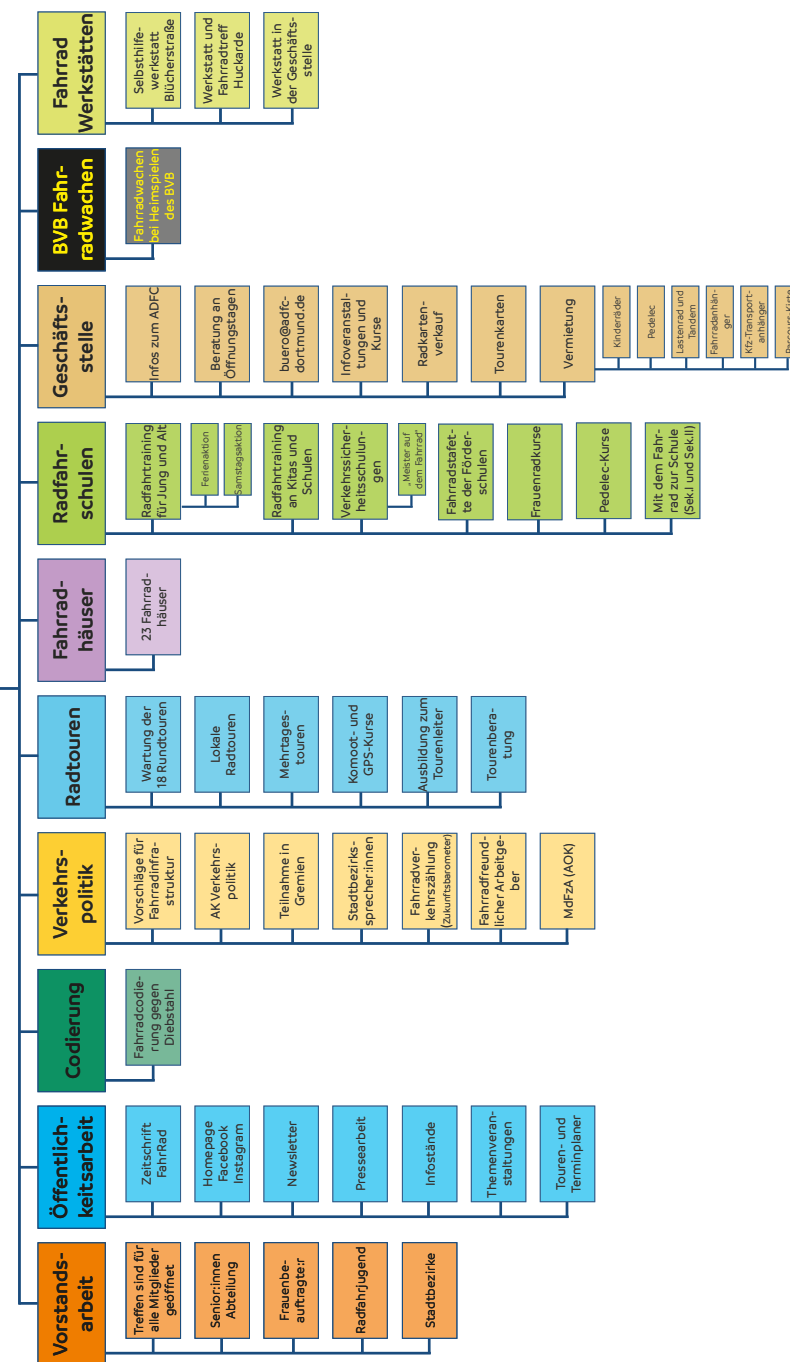 Vorstands-
arbeit
Treffen sind für
alle Mitglieder
geöffnet
Senior:innen
Abteilung
Frauenbe-
auftragte:r
Radfahrjugend
Stadtbezirke
Öffentlich-
keitsarbeit
Zeitschrift
FahrRad
Homepage
Facebook
Instagram
Newsletter
Pressearbeit
Infostände
Themenveran-
staltungen
Touren- und
Terminplaner
Codierung
Fahrradcodie-
rung gegen
Diebstahl
Verkehrs-
politik
Vorschläge für
Fahrradinfra-
struktur
AK Verkehrs-
politik
Teilnahme in
Gremien
Stadtbezirks-
sprecher:innen
Fahrradver-
kehrszählung
(Zukunftsbarometer)
Fahrradfreund-
licher Arbeitge-
ber
MdFzA (AOK)
Radtouren
Wartung der
18 Rundtouren
Lokale
Radtouren
Mehrtages-
touren
Komoot- und
GPS-Kurse
Ausbildung zum
Tourenleiter
Tourenbera-
tung
Fahrrad-
häuser
23 Fahrrad-
häuser
Radfahr-
schulen
Radfahrtraining
für Jung und Alt
Ferienaktion
Samstagsaktion
Radfahrtraining
an Kitas und
Schulen
Verkehrssicher-
heitsschulun-
gen
„Meister auf
dem Fahrrad“
Fahrradstafet-
te der Förder-
schulen
Frauenradkurse
Pedelec-Kurse
Mit dem Fahr-
rad zur Schule
(Sek.I und Sek.II)
Geschäfts-
stelle
Infos zum ADFC
Beratung an
Öffnungstagen
buero@adfc-
dortmund.de
Infoveranstal-
tungen und
Kurse
Radkarten-
verkauf
Tourenkarten
Vermietung
Kinderräder
Pedelec
Lastenrad und
Tandem
Fahrradanhän-
ger
Kfz-Transport-
anhänger
BVB Fahr-
radwachen
Fahrradwachen
bei Heimspielen
des BVB
Fahrrad
Werkstätten
Selbsthilfe-
werkstatt
Blücherstraße
Werkstatt und
Fahrradtreff
Huckarde
Werkstatt in
der Geschäfts-
stelle